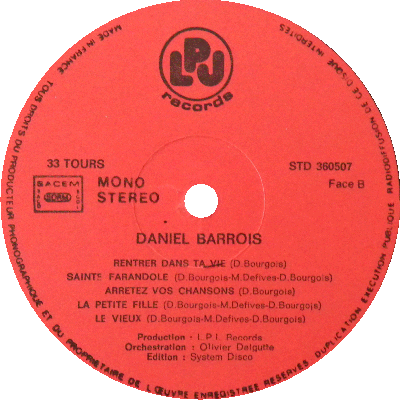 LPJ
records
33 TOURS
STD 360507
SACEM
SDRM
MONO
STEREO
Face B
DANIEL BARROIS
RENTRER DANS TA VIE (D.Bourgois)
SAINTE FARANDOLE (D.Bourgois-M.Defives-D.Bourgois)
ARRETEZ VOS CHANSONS (D.Bourgois)
LA PETITE FILLE (D.Bourgois-M.Defives-D.Bourgois)
LE VIEUX (D.Bourgois-M.Defives-D.Bourgois)
Production : L.P.J. Records
Orchestration : Olivier Delgutte
Edition : System Disco
MADE IN FRANCE
TOUS DROITS DU PRODUCTEUR PHONOGRAPHIQUE ET DU PROPRIETAIRE DE L'ŒUVRE ENREGISTREE RESERVES DUPLICATION EXECUTION PUBLIQUE RADIODIFFUSION DE CE DISQUE INTERDITES